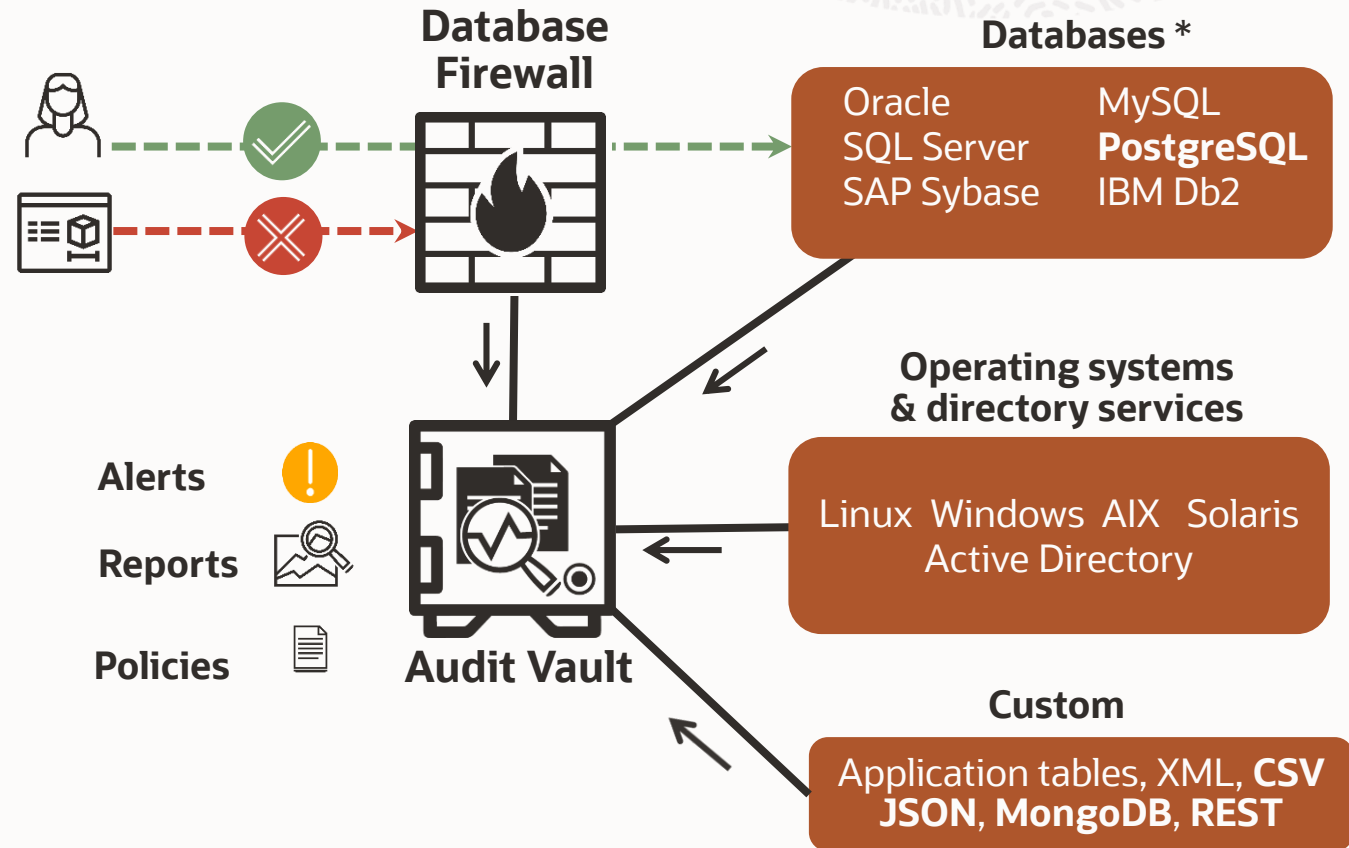 Database
Firewall
Databases *
Oracle MySQL
SQL Server PostgreSQL
SAP Sybase IBM Db2
Operating systems
& directory services
Linux Windows AIX Solaris
Active Directory
Alerts
Reports
Policies
Audit Vault
Custom
Application tables, XML, CSV
JSON, MongoDB, REST